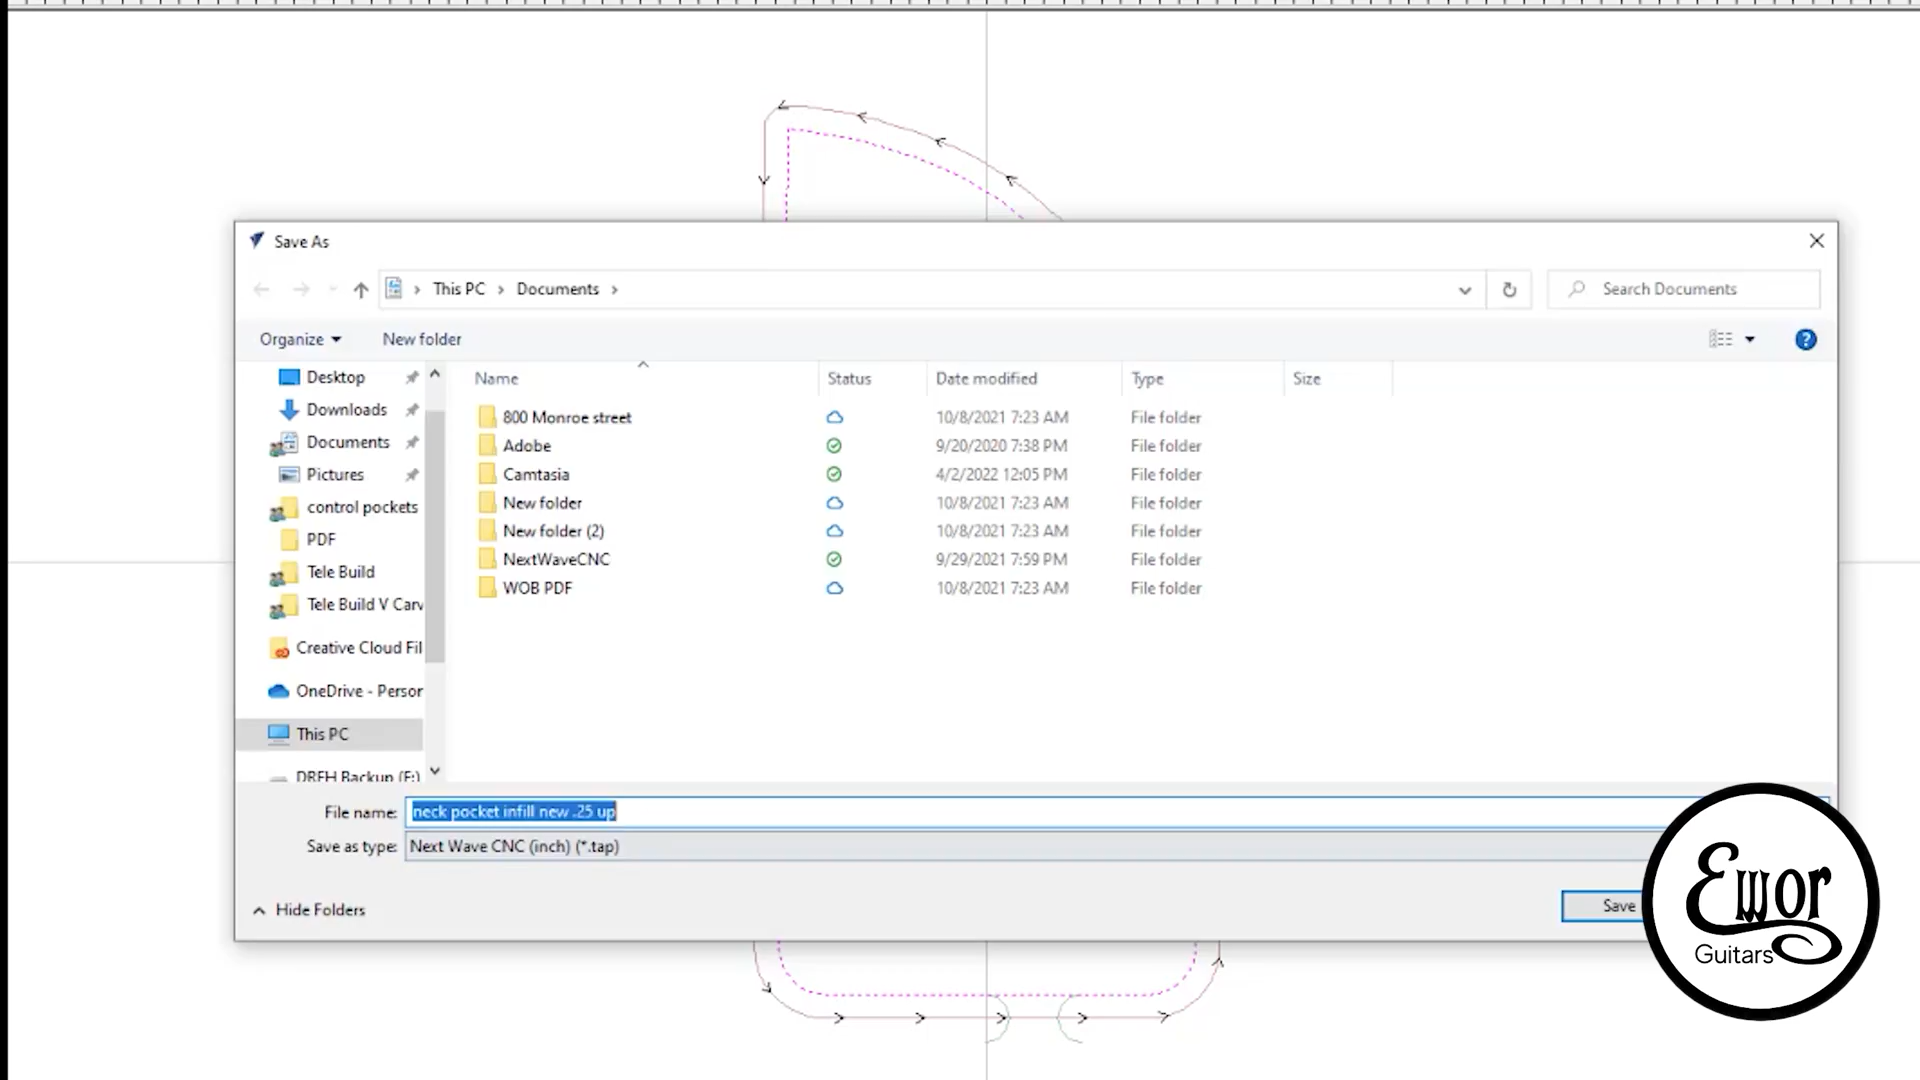 Save As
This PC
Documents
Search Documents
Organize
New folder
Desktop
Downloads
Documents
Pictures
control pockets
PDF
Tele Build
Tele Build V Carv
Creative Cloud Fil
OneDrive - Person
This PC
DRFH Backup (F:)
Name Status Date modified Type Size
800 Monroe street 10/8/2021 7:23 AM File folder
Adobe 9/20/2020 7:38 PM File folder
Camtasia 4/2/2022 12:05 PM File folder
New folder 10/8/2021 7:23 AM File folder
New folder (2) 10/8/2021 7:23 AM File folder
NextWaveCNC 9/29/2021 7:59 PM File folder
WOB PDF 10/8/2021 7:23 AM File folder
File name: neck pocket infill new .25 up
Save as type: Next Wave CNC (inch) (*.tap)
Hide Folders
Save
Ewor
Guitars